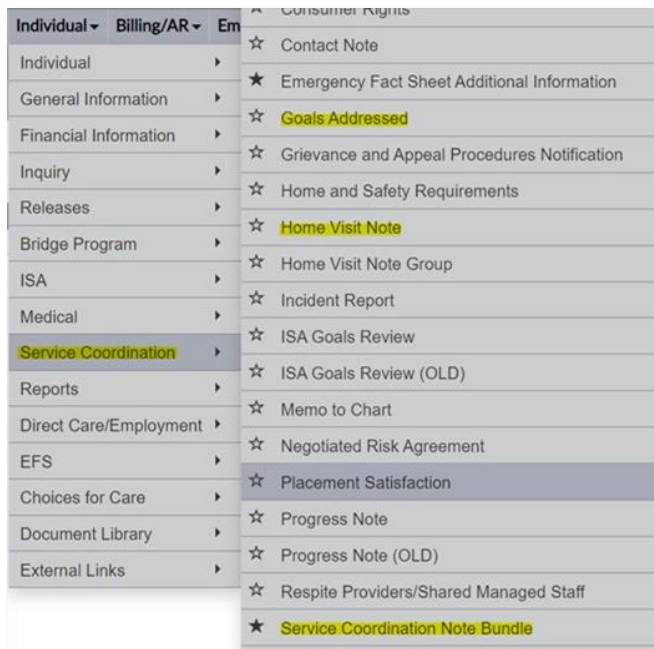 Individual Billing/AR Em
Individual
General Information
Financial Information
Inquiry
Releases
Bridge Program
ISA
Medical
Service Coordination
Reports
Direct Care/Employment
EFS
Choices for Care
Document Library
External Links
Consumer Rights
Contact Note
Emergency Fact Sheet Additional Information
Goals Addressed
Grievance and Appeal Procedures Notification
Home and Safety Requirements
Home Visit Note
Home Visit Note Group
Incident Report
ISA Goals Review
ISA Goals Review (OLD)
Memo to Chart
Negotiated Risk Agreement
Placement Satisfaction
Progress Note
Progress Note (OLD)
Respite Providers/Shared Managed Staff
Service Coordination Note Bundle